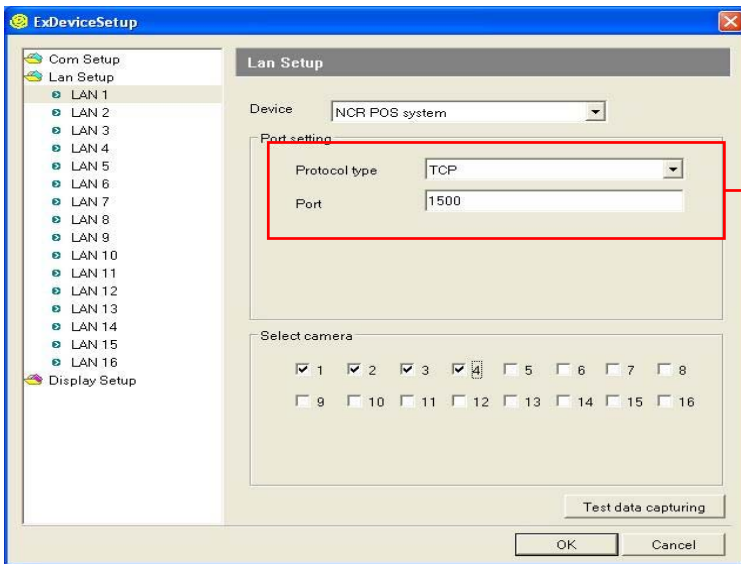 ExDeviceSetup
Com Setup
Lan Setup
LAN 1
LAN 2
LAN 3
LAN 4
LAN 5
LAN 6
LAN 7
LAN 8
LAN 9
LAN 10
LAN 11
LAN 12
LAN 13
LAN 14
LAN 15
LAN 16
Display Setup
Lan Setup
Device NCR POS system
Port setting
Protocol type TCP
Port 1500
Select camera
1 2 3 4 5 6 7 8
9 10 11 12 13 14 15 16
Test data capturing
OK Cancel